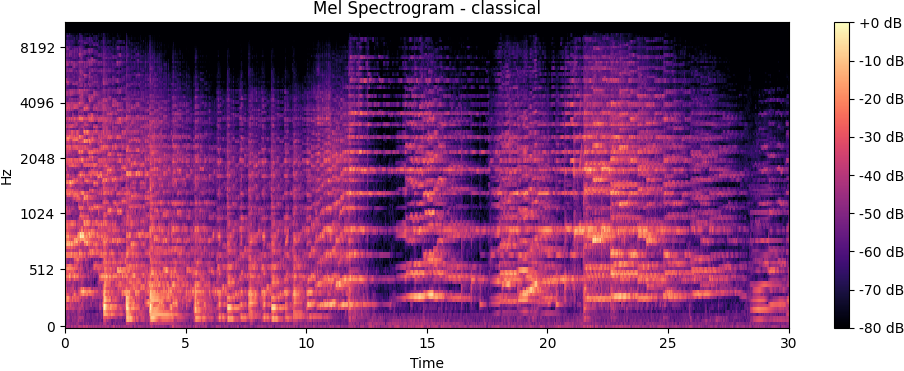 Mel Spectrogram - classical
8192
4096
2048
1024
512
0
Hz
0 5 10 15 20 25 30
Time
+0 dB
-10 dB
-20 dB
-30 dB
-40 dB
-50 dB
-60 dB
-70 dB
-80 dB